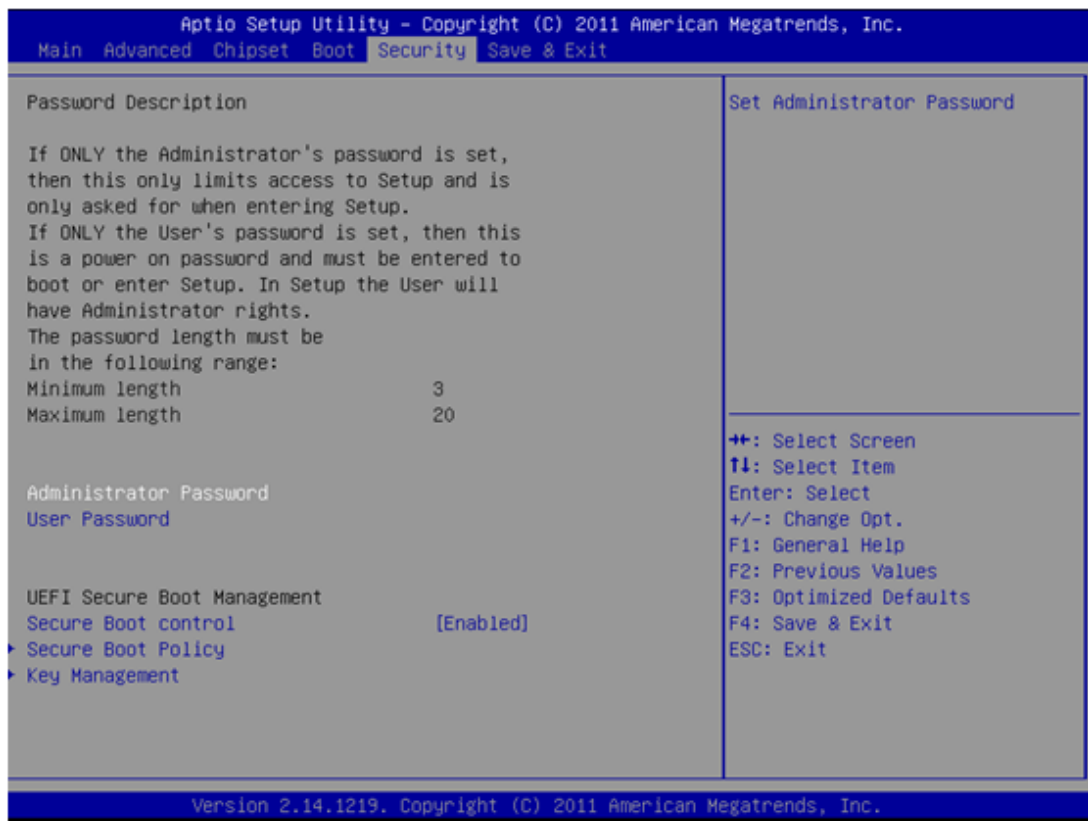 Aptio Setup Utility – Copyright (C) 2011 American Megatrends, Inc.
Main Advanced Chipset Boot Security Save & Exit
Password Description
If ONLY the Administrator's password is set,
then this only limits access to Setup and is
only asked for when entering Setup.
If ONLY the User's password is set, then this
is a power on password and must be entered to
boot or enter Setup. In Setup the User will
have Administrator rights.
The password length must be
in the following range:
Minimum length 3
Maximum length 20
Administrator Password
User Password
UEFI Secure Boot Management
Secure Boot control [Enabled]
Secure Boot Policy
Key Management
Set Administrator Password
→←: Select Screen
↑↓: Select Item
Enter: Select
+/-: Change Opt.
F1: General Help
F2: Previous Values
F3: Optimized Defaults
F4: Save & Exit
ESC: Exit
Version 2.14.1219. Copyright (C) 2011 American Megatrends, Inc.